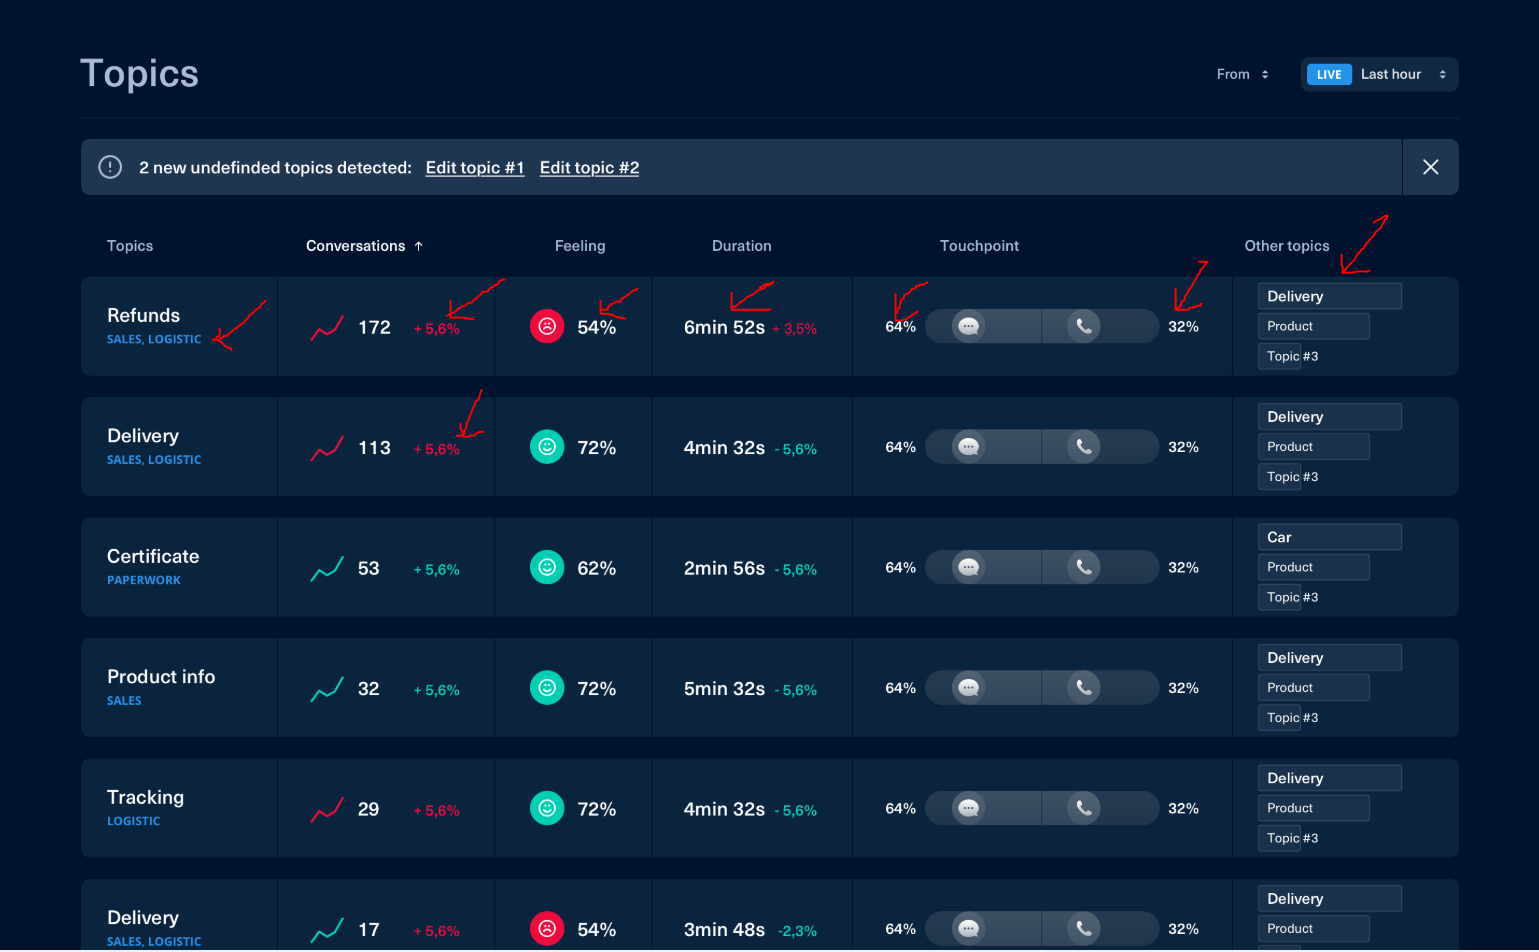 Topics
From
LIVE Last hour
2 new undefinded topics detected: Edit topic #1 Edit topic #2
Topics Conversations ↑ Feeling Duration Touchpoint Other topics
Refunds
SALES, LOGISTIC
172 + 5,6% 54% 6min 52s + 3,5% 64% 32%
Delivery
Product
Topic #3
Delivery
SALES, LOGISTIC
113 + 5,6% 72% 4min 32s - 5,6% 64% 32%
Delivery
Product
Topic #3
Certificate
PAPERWORK
53 + 5,6% 62% 2min 56s - 5,6% 64% 32%
Car
Product
Topic #3
Product info
SALES
32 + 5,6% 72% 5min 32s - 5,6% 64% 32%
Delivery
Product
Topic #3
Tracking
LOGISTIC
29 + 5,6% 72% 4min 32s - 5,6% 64% 32%
Delivery
Product
Topic #3
Delivery
SALES, LOGISTIC
17 + 5,6% 54% 3min 48s -2,3% 64% 32%
Delivery
Product